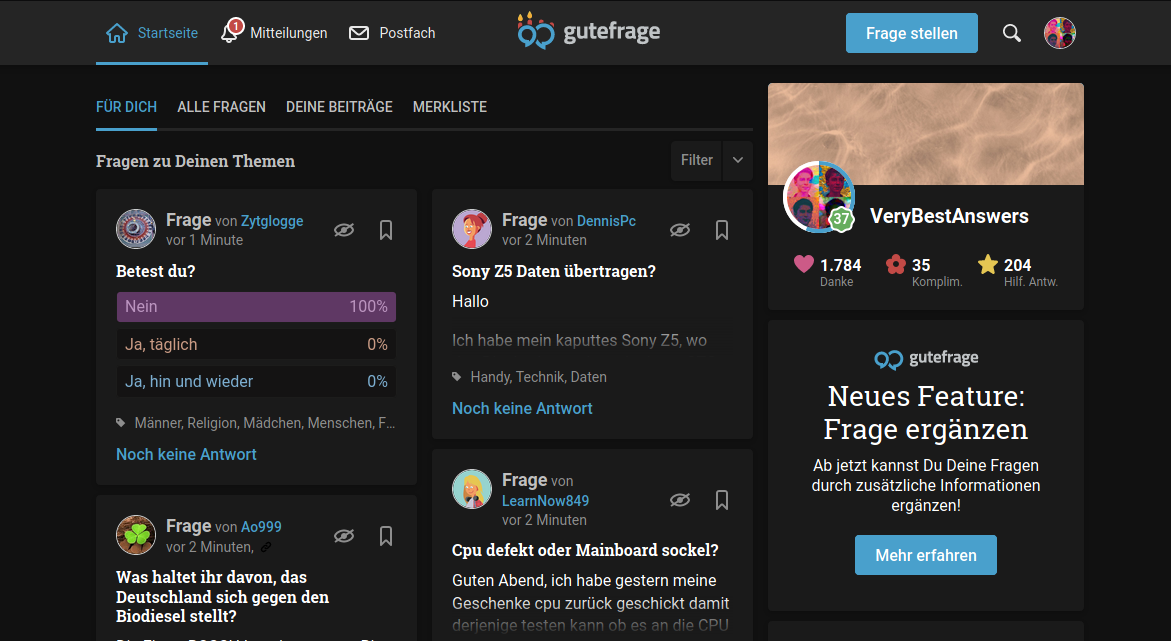 Startseite
1
Mitteilungen
Postfach
gutefrage
Frage stellen
FÜR DICH
ALLE FRAGEN
DEINE BEITRÄGE
MERKLISTE
Fragen zu Deinen Themen
Filter
Frage von Zytglogge
vor 1 Minute
Betest du?
Nein 100%
Ja, täglich 0%
Ja, hin und wieder 0%
Männer, Religion, Mädchen, Menschen, F...
Noch keine Antwort
Frage von Ao999
vor 2 Minuten,
Was haltet ihr davon, das
Deutschland sich gegen den
Biodiesel stellt?
Frage von DennisPc
vor 2 Minuten
Sony Z5 Daten übertragen?
Hallo
Ich habe mein kaputtes Sony Z5, wo
Handy, Technik, Daten
Noch keine Antwort
Frage von
LearnNow849
vor 2 Minuten
Cpu defekt oder Mainboard sockel?
Guten Abend, ich habe gestern meine
Geschenke cpu zurück geschickt damit
derjenige testen kann ob es an die CPU
37
VeryBestAnswers
1.784
Danke
35
Komplim.
204
Hilf. Antw.
gutefrage
Neues Feature:
Frage ergänzen
Ab jetzt kannst Du Deine Fragen
durch zusätzliche Informationen
ergänzen!
Mehr erfahren